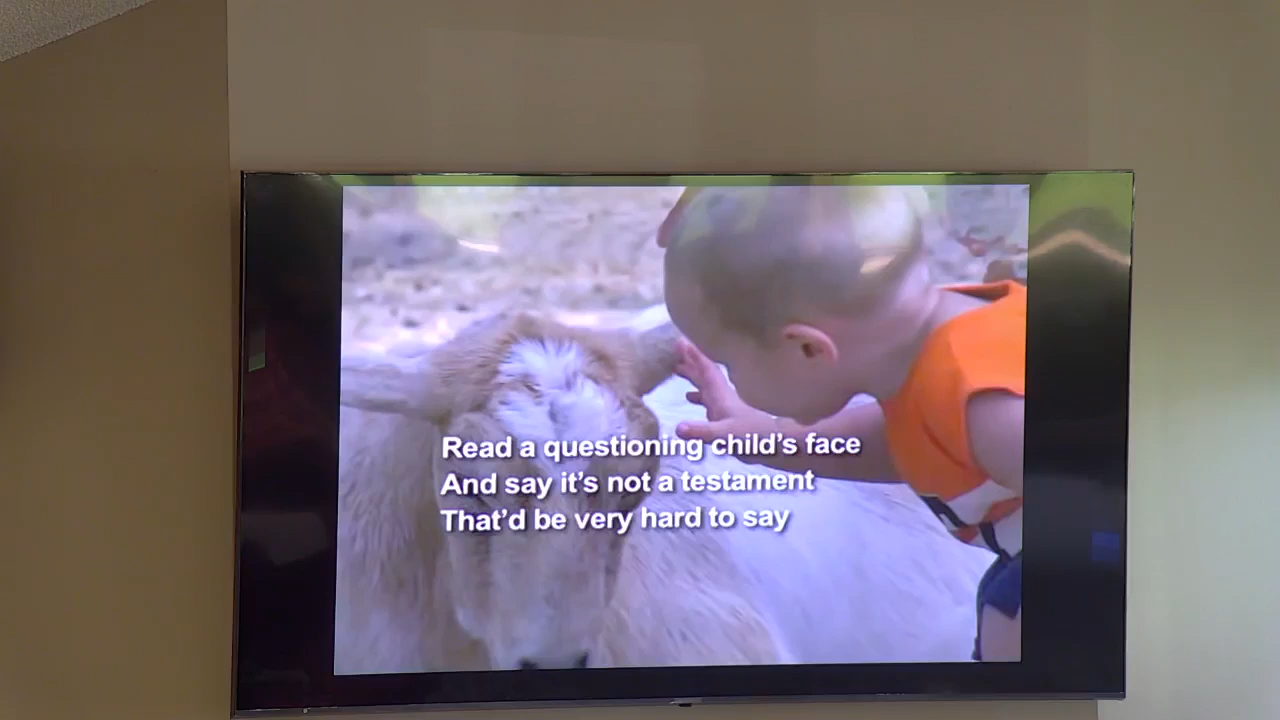 Read a questioning child's face
And say it's not a testament
That'd be very hard to say